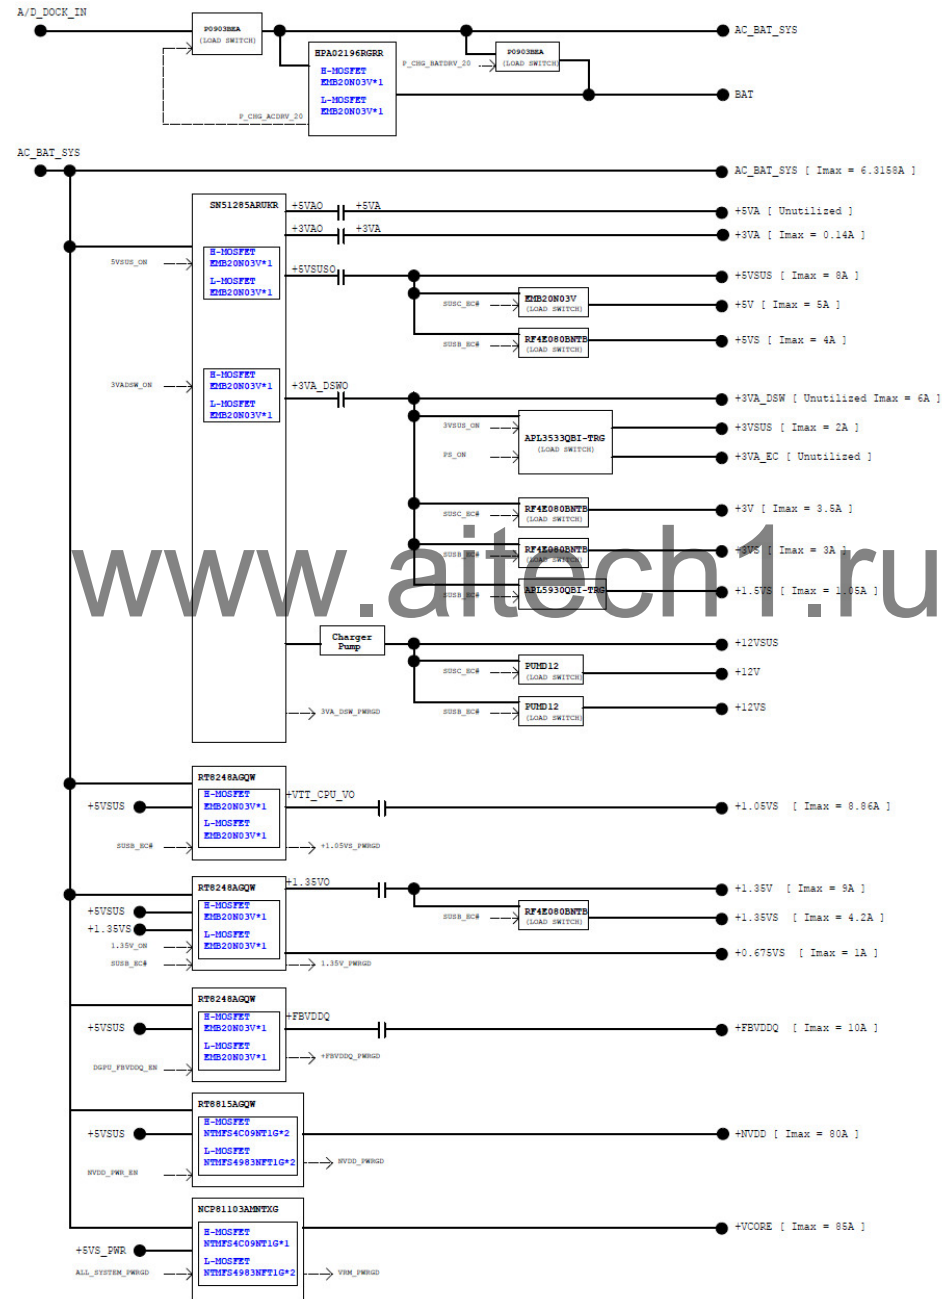 A/D_DOCK_IN
P0903BEA
(LOAD SWITCH)
AC_BAT_SYS
HPA02196RGRR
H-MOSFET
EMB20N03V*1
L-MOSFET
EMB20N03V*1
P_CHG_BATDRV_20
P0903BEA
(LOAD SWITCH)
BAT
P_CHG_ACDRV_20
AC_BAT_SYS
AC_BAT_SYS [ Imax = 6.3158A ]
SN51285ARUKR
+5VAO
+5VA
+5VA [ Unutilized ]
+3VAO
+3VA
+3VA [ Imax = 0.14A ]
5VSUS_ON
H-MOSFET
EMB20N03V*1
L-MOSFET
EMB20N03V*1
+5VSUSO
+5VSUS [ Imax = 8A ]
SUSC_EC#
EMB20N03V
(LOAD SWITCH)
+5V [ Imax = 5A ]
SUSB_EC#
RF4E080BNTB
(LOAD SWITCH)
+5VS [ Imax = 4A ]
3VADSW_ON
H-MOSFET
EMB20N03V*1
L-MOSFET
EMB20N03V*1
+3VA_DSWO
+3VA_DSW [ Unutilized Imax = 6A ]
3VSUS_ON
PS_ON
APL3533QBI-TRG
(LOAD SWITCH)
+3VSUS [ Imax = 2A ]
+3VA_EC [ Unutilized ]
SUSC_EC#
RF4E080BNTB
(LOAD SWITCH)
+3V [ Imax = 3.5A ]
SUSB_EC#
RF4E080BNTB
(LOAD SWITCH)
+3VS [ Imax = 3A ]
SUSB_EC#
APL5930QBI-TRG
+1.5VS [ Imax = 1.05A ]
www.aitech1.ru
Charger
Pump
+12VSUS
SUSC_EC#
PUMD12
(LOAD SWITCH)
+12V
SUSB_EC#
PUMD12
(LOAD SWITCH)
+12VS
3VA_DSW_PWRGD
RT8248AGQW
+5VSUS
SUSB_EC#
H-MOSFET
EMB20N03V*1
L-MOSFET
EMB20N03V*1
+VTT_CPU_VO
+1.05VS [ Imax = 8.86A ]
+1.05VS_PWRGD
RT8248AGQW
+5VSUS
+1.35VS
1.35V_ON
SUSB_EC#
H-MOSFET
EMB20N03V*1
L-MOSFET
EMB20N03V*1
+1.35VO
+1.35V [ Imax = 9A ]
SUSB_EC#
RF4E080BNTB
(LOAD SWITCH)
+1.35VS [ Imax = 4.2A ]
+0.675VS [ Imax = 1A ]
1.35V_PWRGD
RT8248AGQW
+5VSUS
DGPU_FBVDDQ_EN
H-MOSFET
EMB20N03V*1
L-MOSFET
EMB20N03V*1
+FBVDDQ
+FBVDDQ [ Imax = 10A ]
+FBVDDQ_PWRGD
RT8815AGQW
+5VSUS
NVDD_PWR_EN
H-MOSFET
NTMFS4C09NT1G*2
L-MOSFET
NTMFS4983NFT1G*2
+NVDD [ Imax = 80A ]
NVDD_PWRGD
NCP81103AMNTXG
+5VS_PWR
ALL_SYSTEM_PWRGD
H-MOSFET
NTMFS4C09NT1G*1
L-MOSFET
NTMFS4983NFT1G*2
+VCORE [ Imax = 85A ]
VRM_PWRGD